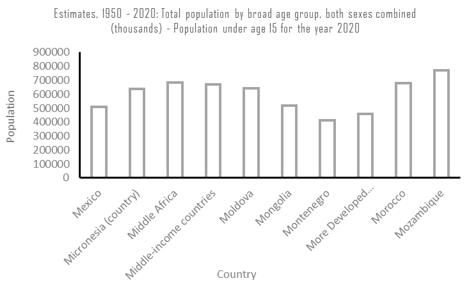 Estimates, 1950 - 2020: Total population by broad age group, both sexes combined
(thousands) - Population under age 15 for the year 2020
Population
900000
800000
700000
600000
500000
400000
300000
200000
100000
0
Mexico
Micronesia (country)
Middle Africa
Middle-income countries
Moldova
Mongolia
Montenegro
More Developed...
Morocco
Mozambique
Country